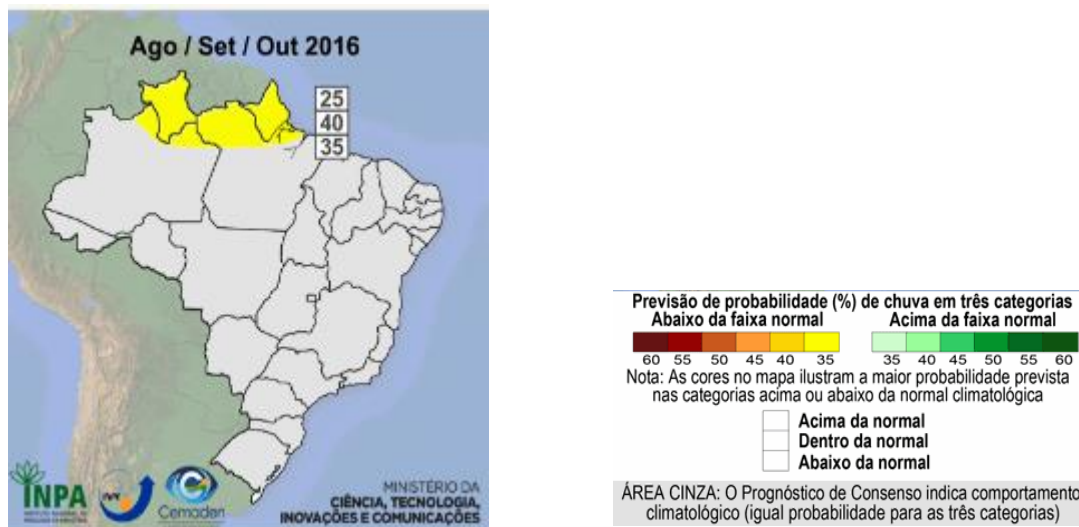 Ago / Set / Out 2016
25
40
35
INPA
Cemaden
MINISTÉRIO DA
CIÊNCIA, TECNOLOGIA,
INOVAÇÕES E COMUNICAÇÕES
Previsão de probabilidade (%) de chuva em três categorias
Abaixo da faixa normal Acima da faixa normal
60 55 50 45 40 35 35 40 45 50 55 60
Nota: As cores no mapa ilustram a maior probabilidade prevista
nas categorias acima ou abaixo da normal climatológica
Acima da normal
Dentro da normal
Abaixo da normal
ÁREA CINZA: O Prognóstico de Consenso indica comportamento
climatológico (igual probabilidade para as três categorias)